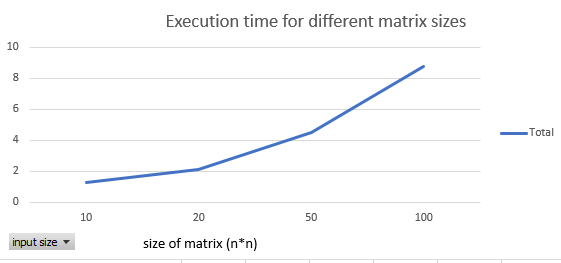 Execution time for different matrix sizes
10
8
6
4
2
0
Total
10 20 50 100
input size
size of matrix (n*n)